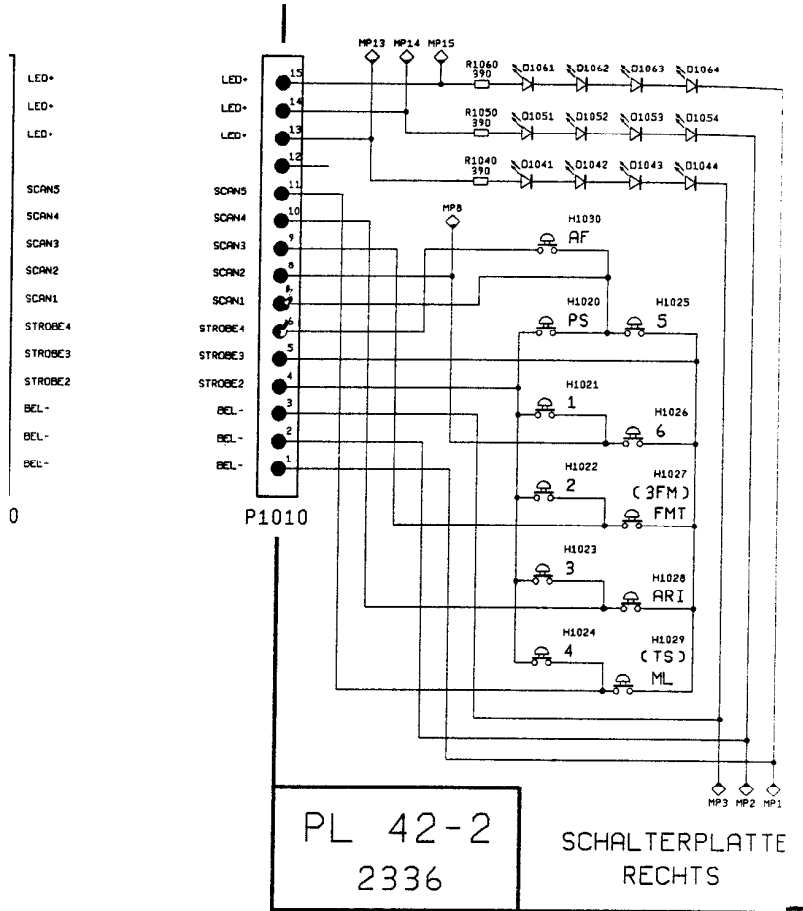 MP13 MP14 MP15
LED+ LED+ 15 R1060 390 D1061 D1062 D1063 D1064
LED+ LED+ 14 R1050 390 D1051 D1052 D1053 D1054
LED+ LED+ 13 R1040 390 D1041 D1042 D1043 D1044
12
SCAN5 SCAN5 11
SCAN4 SCAN4 10
MP8
H1030
AF
SCAN3 SCAN3 9
SCAN2 SCAN2 8
SCAN1 SCAN1 7
STROBE4 STROBE4 6
H1020 H1025
PS 5
STROBE3 STROBE3 5
STROBE2 STROBE2 4
BEL- BEL- 3
BEL- BEL- 2
BEL- BEL- 1
H1021
1
H1026
6
H1022
2
H1027
(3FM)
FMT
0 P1010
H1023
3
H1028
ARI
H1024
4
H1029
(TS)
ML
MP3 MP2 MP1
PL 42-2
2336
SCHALTERPLATTE
RECHTS